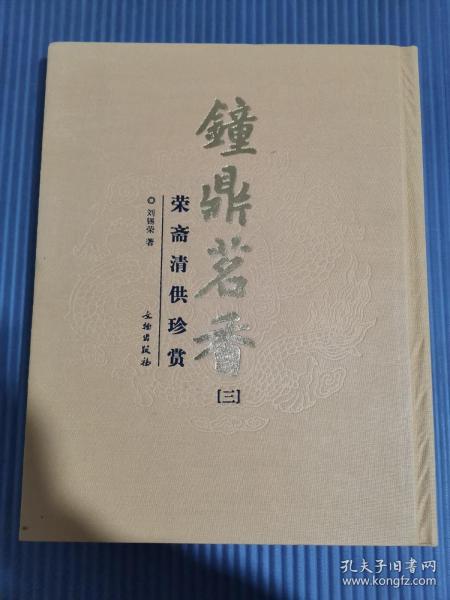 鐘鼎茗香
[三]
荣斋清供珍赏
◎刘锡荣 著
文物出版社
孔夫子旧书网
www.kongfz.com